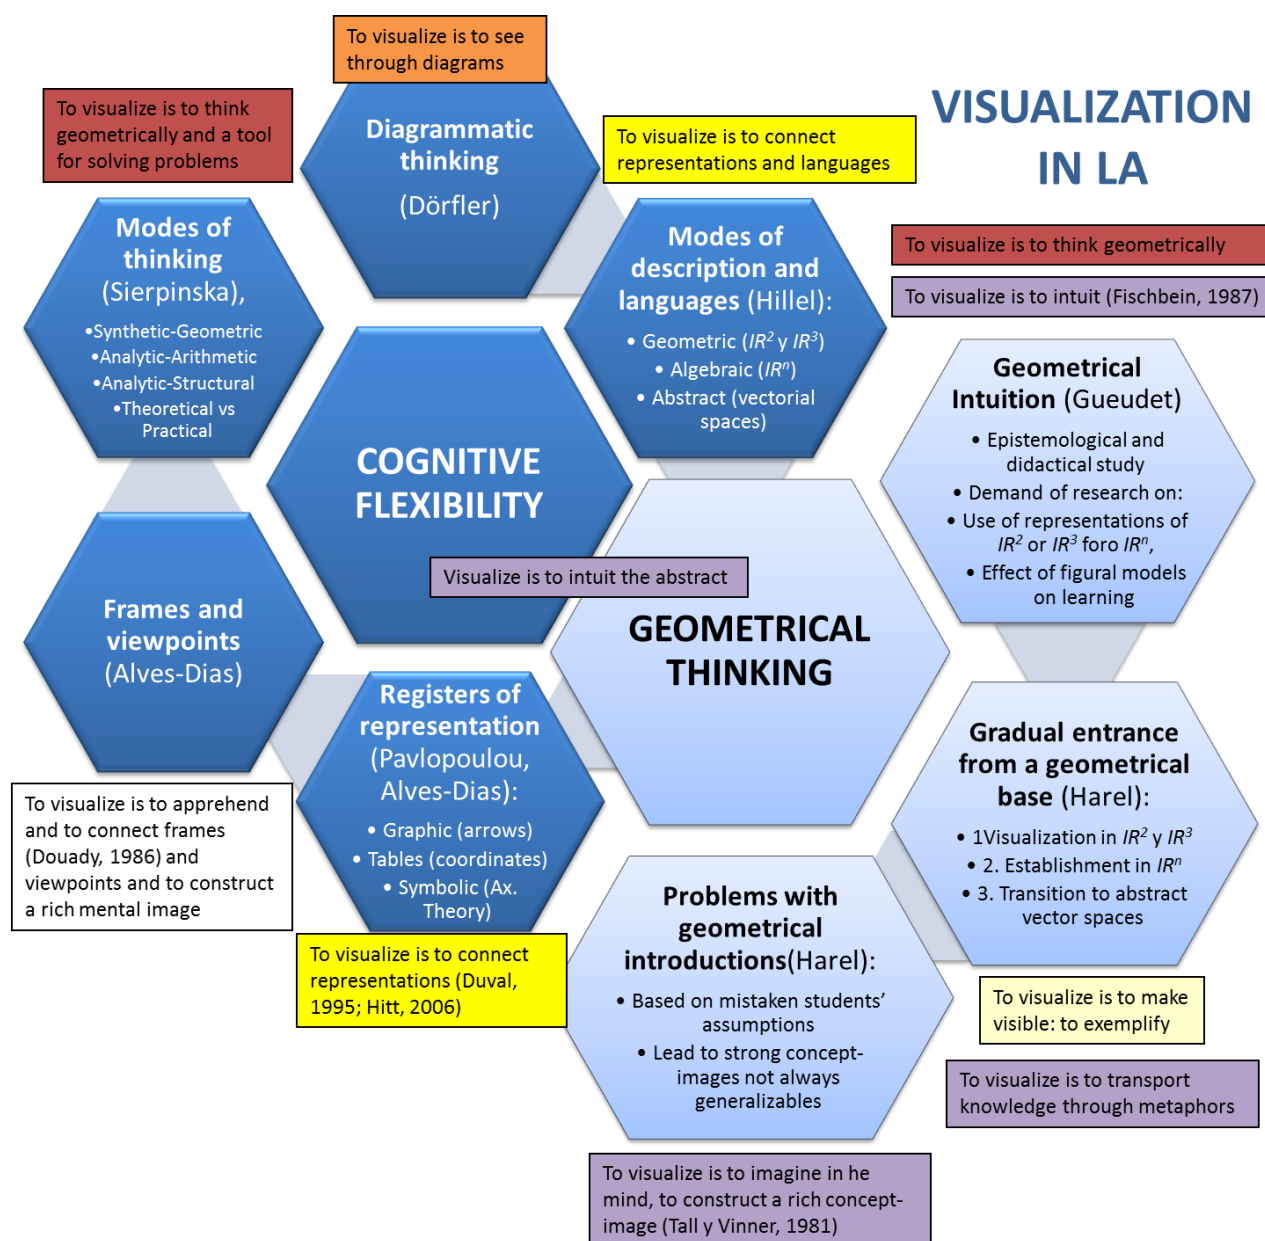 To visualize is to see
through diagrams
VISUALIZATION
IN LA
To visualize is to think
geometrically and a tool
for solving problems
Diagrammatic
thinking
(Dörfler)
To visualize is to connect
representations and languages
Modes of
thinking
(Sierpinska),
•Synthetic-Geometric
•Analytic-Arithmetic
•Analytic-Structural
•Theoretical vs
Practical
Modes of
description and
languages (Hillel):
• Geometric (IR² y IR³)
• Algebraic (IRⁿ)
• Abstract (vectorial
spaces)
To visualize is to think geometrically
To visualize is to intuit (Fischbein, 1987)
Geometrical
Intuition (Gueudet)
• Epistemological and
didactical study
• Demand of research on:
• Use of representations of
IR² or IR³ foro IRⁿ,
• Effect of figural models
on learning
COGNITIVE
FLEXIBILITY
Visualize is to intuit the abstract
GEOMETRICAL
THINKING
Frames and
viewpoints
(Alves-Dias)
Registers of
representation
(Pavlopoulou,
Alves-Dias):
• Graphic (arrows)
• Tables (coordinates)
• Symbolic (Ax.
Theory)
Gradual entrance
from a geometrical
base (Harel):
• 1Visualization in IR² y IR³
• 2. Establishment in IRⁿ
• 3. Transition to abstract
vector spaces
To visualize is to apprehend
and to connect frames
(Douady, 1986) and
viewpoints and to construct
a rich mental image
To visualize is to connect
representations (Duval,
1995; Hitt, 2006)
Problems with
geometrical
introductions(Harel):
• Based on mistaken students’
assumptions
• Lead to strong concept-
images not always
generalizables
To visualize is to make
visible: to exemplify
To visualize is to transport
knowledge through metaphors
To visualize is to imagine in he
mind, to construct a rich concept-
image (Tall y Vinner, 1981)